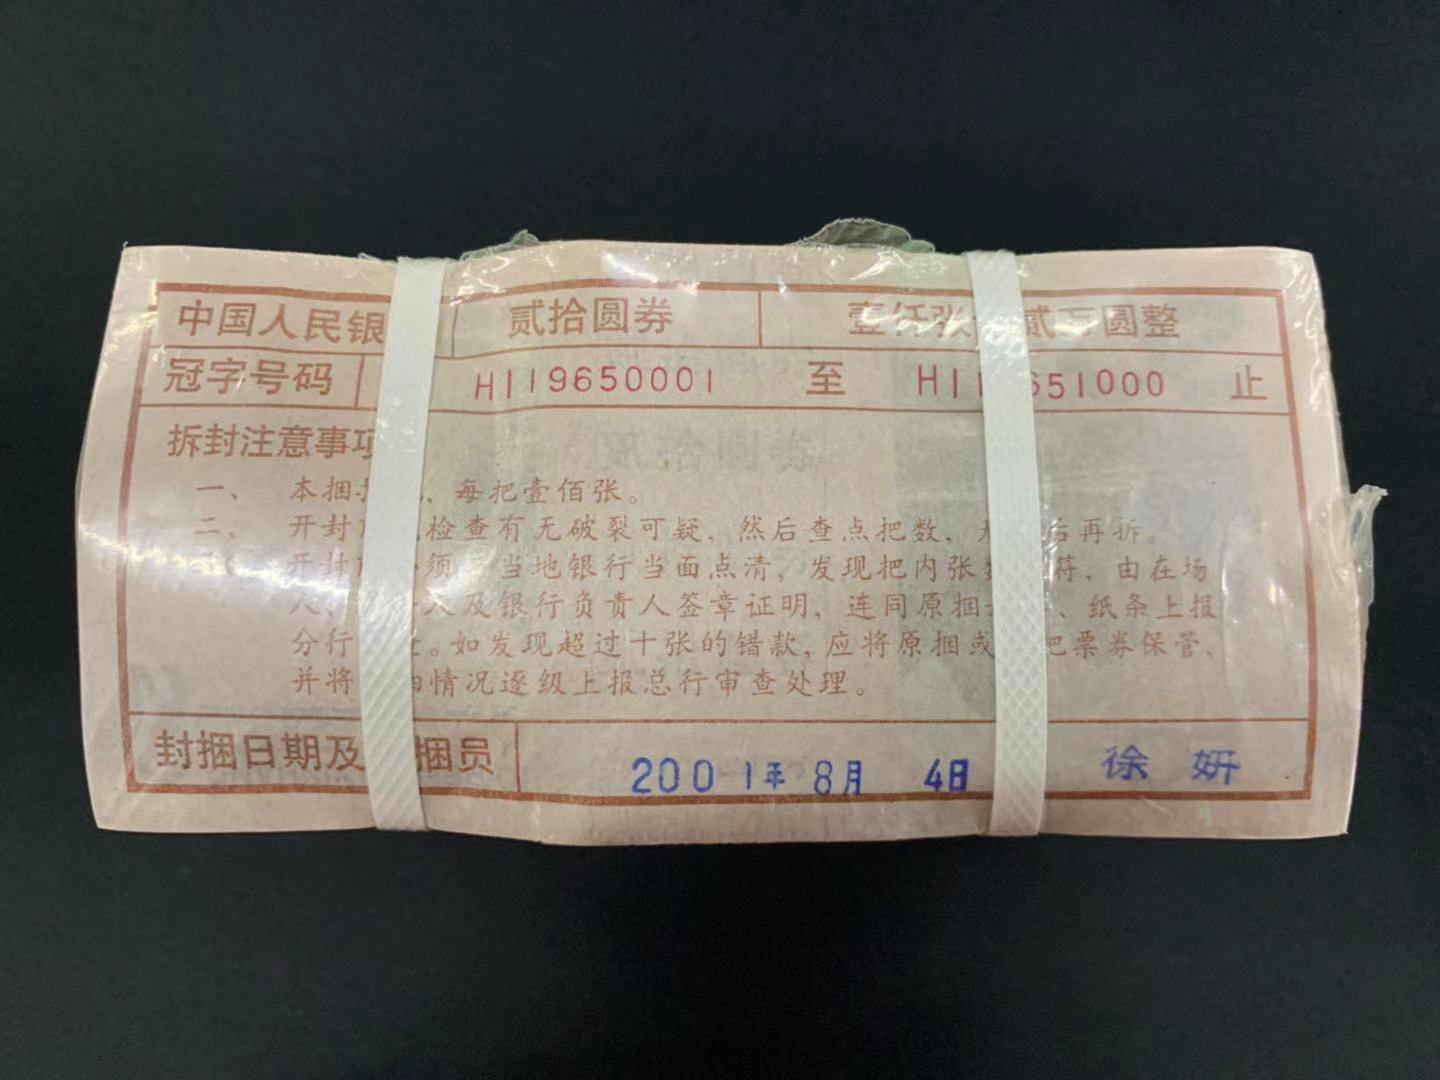 中国人民银 贰拾圆券 壹仟张 贰万圆整
冠字号码 H119650001 至 H11 651000 止
拆封注意事项
一、 本捆 每把壹佰张。
二、 开封 检查有无破裂可疑，然后查点把数， 后再拆。
开封 须 当地银行当面点清，发现把内张 符，由在场
人、 人及银行负责人签章证明，连同原捆 、纸条上报
分行 。如发现超过十张的错款，应将原捆或 把票券保管，
并将 情况逐级上报总行审查处理。
封捆日期及 捆员 2001年8月 4日 徐 妍